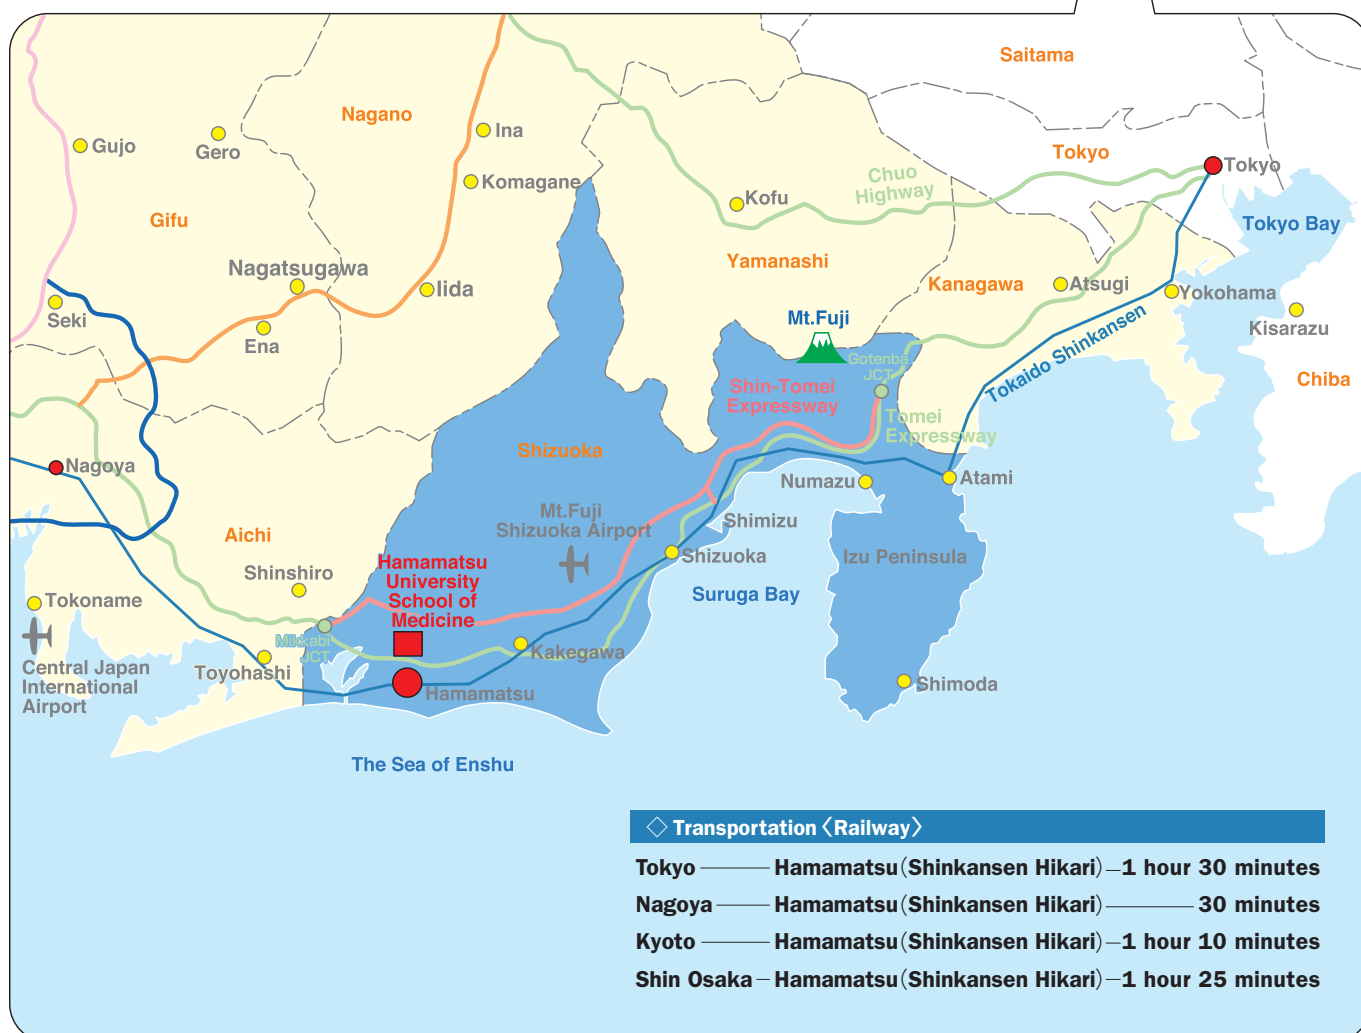 Saitama
Nagano
Ina
Gujo
Gero
Tokyo
Tokyo
Komagane
Chuo
Highway
Kofu
Gifu
Tokyo Bay
Nagatsugawa
Yamanashi
Kanagawa
Iida
Atsugi
Yokohama
Seki
Mt.Fuji
Kisarazu
Ena
Gotenba
JCT
Tokaido Shinkansen
Chiba
Shin-Tomei
Expressway
Tomei
Expressway
Shizuoka
Nagoya
Numazu
Atami
Mt.Fuji
Shizuoka Airport
Shimizu
Aichi
Hamamatsu
University
School of
Medicine
Shizuoka
Izu Peninsula
Shinshiro
Suruga Bay
Tokoname
Mikkabi
JCT
Kakegawa
Central Japan
International
Airport
Toyohashi
Hamamatsu
Shimoda
The Sea of Enshu
◇ Transportation〈Railway〉
Tokyo — Hamamatsu(Shinkansen Hikari)—1 hour 30 minutes
Nagoya — Hamamatsu(Shinkansen Hikari)— 30 minutes
Kyoto — Hamamatsu(Shinkansen Hikari)—1 hour 10 minutes
Shin Osaka — Hamamatsu(Shinkansen Hikari)—1 hour 25 minutes